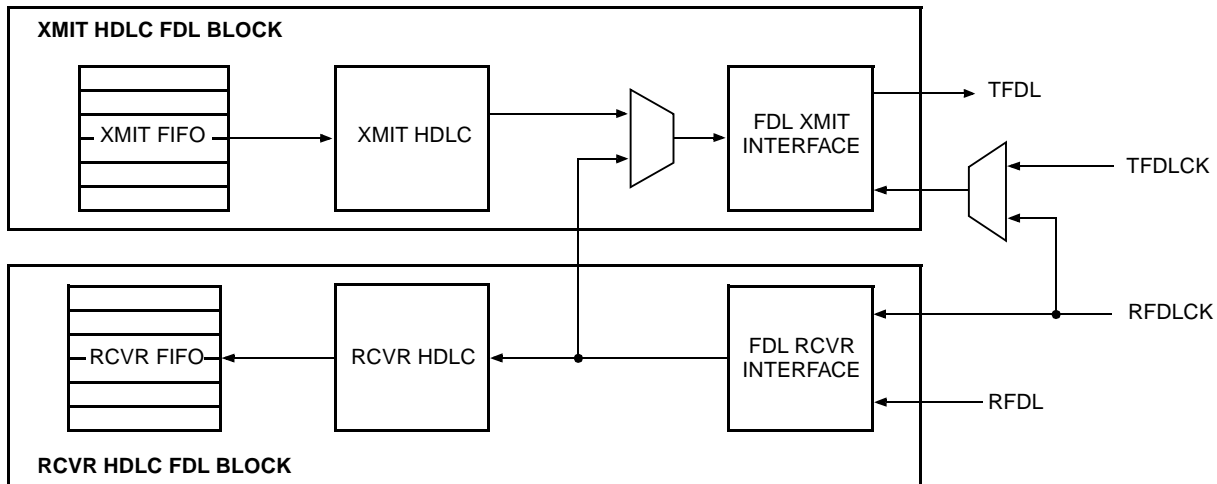 XMIT HDLC FDL BLOCK
XMIT FIFO
XMIT HDLC
FDL XMIT
INTERFACE
TFDL
TFDLCK
RFDLCK
RCVR FIFO
RCVR HDLC
FDL RCVR
INTERFACE
RFDL
RCVR HDLC FDL BLOCK